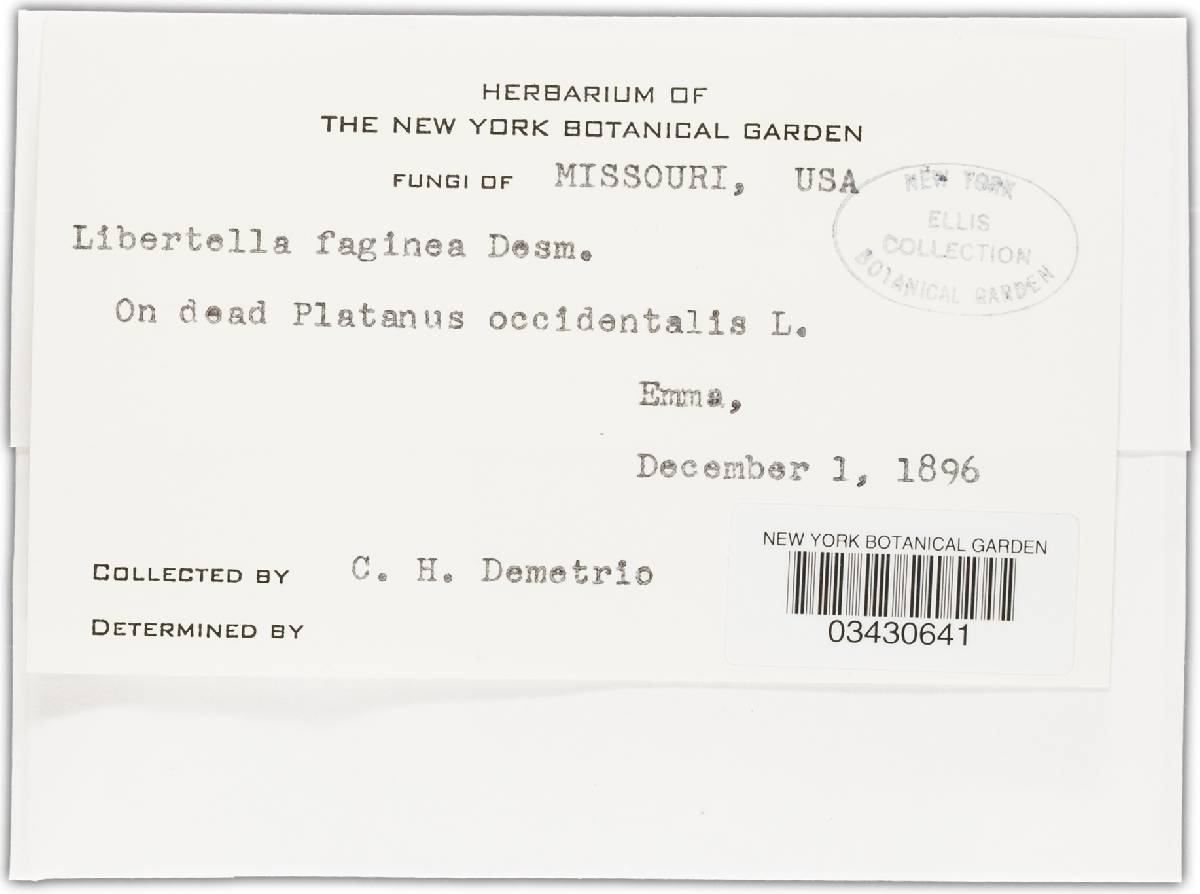 HERBARIUM OF
THE NEW YORK BOTANICAL GARDEN
FUNGI OF MISSOURI, USA
NEW YORK
ELLIS
COLLECTION
BOTANICAL GARDEN
Libertella faginea Desm.
On dead Platanus occidentalis L.
Emma,
December 1, 1896
NEW YORK BOTANICAL GARDEN
03430641
COLLECTED BY C. H. Demetrio
DETERMINED BY